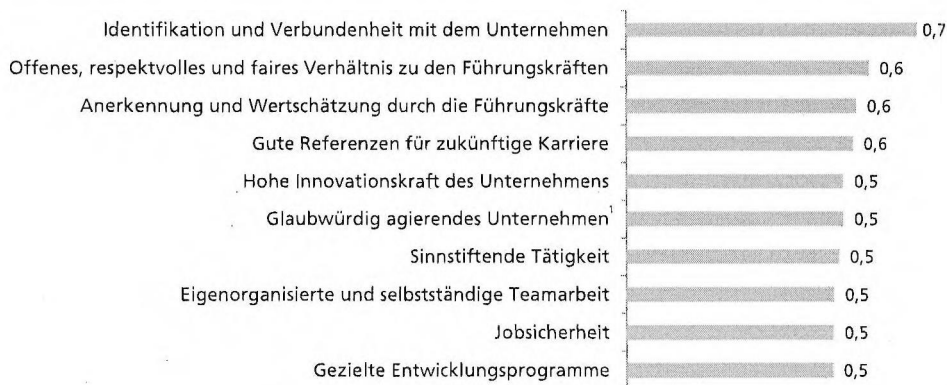 Identifikation und Verbundenheit mit dem Unternehmen 0,7
Offenes, respektvolles und faires Verhältnis zu den Führungskräften 0,6
Anerkennung und Wertschätzung durch die Führungskräfte 0,6
Gute Referenzen für zukünftige Karriere 0,6
Hohe Innovationskraft des Unternehmens 0,5
Glaubwürdig agierendes Unternehmen¹ 0,5
Sinnstiftende Tätigkeit 0,5
Eigenorganisierte und selbstständige Teamarbeit 0,5
Jobsicherheit 0,5
Gezielte Entwicklungsprogramme 0,5